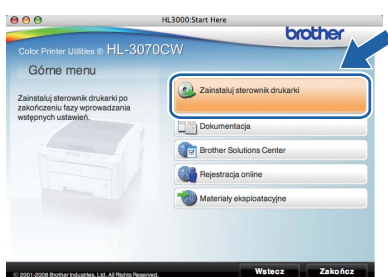 HL3000:Start Here
brother
Color Printer Utilities ® HL-3070CW
Górne menu
Zainstaluj sterownik drukarki po
zakończeniu fazy wprowadzania
wstępnych ustawień.
Zainstaluj sterownik drukarki
Dokumentacja
Brother Solutions Center
Rejestracja online
Materiały eksploatacyjne
© 2001-2008 Brother Industries, Ltd. All Rights Reserved.
Wstecz
Zakończ